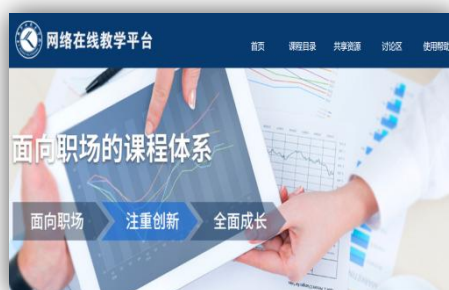 网络在线教学平台
首页 课程目录 共享资源 讨论区 使用帮助
面向职场的课程体系
面向职场 注重创新 全面成长